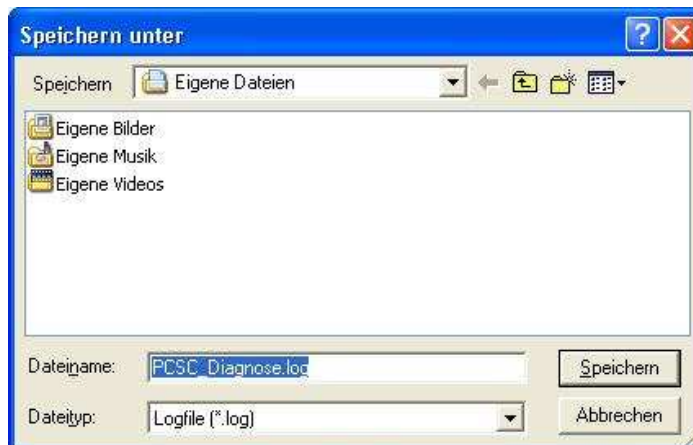 Speichern unter
Speichern
Eigene Dateien
Eigene Bilder
Eigene Musik
Eigene Videos
Dateiname:
PCSC_Diagnose.log
Speichern
Dateityp:
Logfile (*.log)
Abbrechen